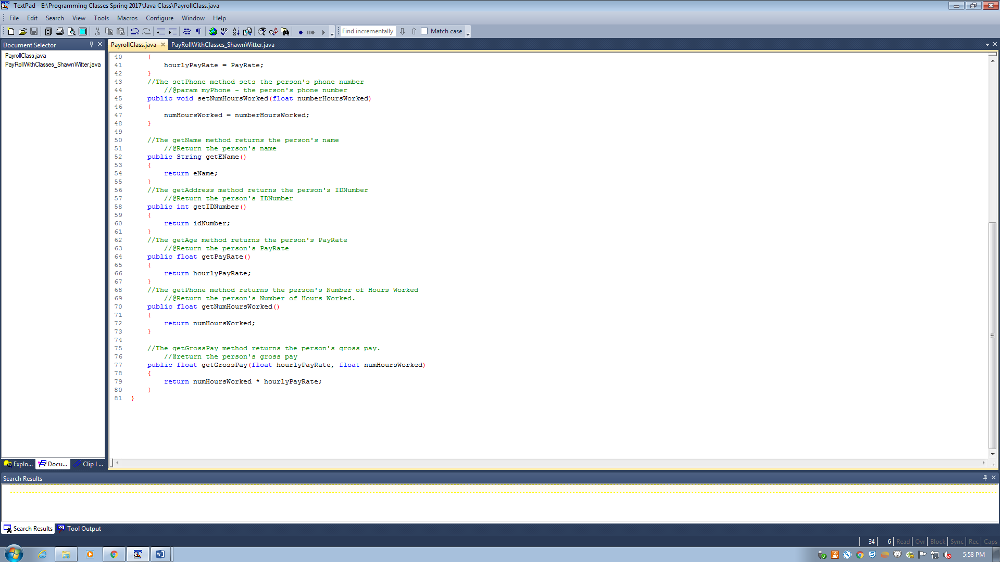 TextPad - E:\Programming Classes Spring 2017\Java Class\PayrollClass.java
File Edit Search View Tools Macros Configure Window Help
Find incrementally Match case
Document Selector
PayrollClass.java
PayRollWithClasses_ShawnWitter.java
PayrollClass.java PayRollWithClasses_ShawnWitter.java
40 {
41 hourlyPayRate = PayRate;
42 }
43 //The setPhone method sets the person's phone number
44 //@param myPhone - the person's phone number
45 public void setNumHoursWorked(float numberHoursWorked)
46 {
47 numHoursWorked = numberHoursWorked;
48 }
49
50 //The getName method returns the person's name
51 //@Return the person's name
52 public String getEName()
53 {
54 return eName;
55 }
56 //The getAddress method returns the person's IDNumber
57 //@Return the person's IDNumber
58 public int getIDNumber()
59 {
60 return idNumber;
61 }
62 //The getAge method returns the person's PayRate
63 //@Return the person's PayRate
64 public float getPayRate()
65 {
66 return hourlyPayRate;
67 }
68 //The getPhone method returns the person's Number of Hours Worked
69 //@Return the person's Number of Hours Worked.
70 public float getNumHoursWorked()
71 {
72 return numHoursWorked;
73 }
74
75 //The getGrossPay method returns the person's gross pay.
76 //@return the person's gross pay
77 public float getGrossPay(float hourlyPayRate, float numHoursWorked)
78 {
79 return numHoursWorked * hourlyPayRate;
80 }
81 }
Explo... Docu... Clip L...
Search Results
Search Results Tool Output
34 6 Read Ovr Block Sync Rec Caps
5:58 PM